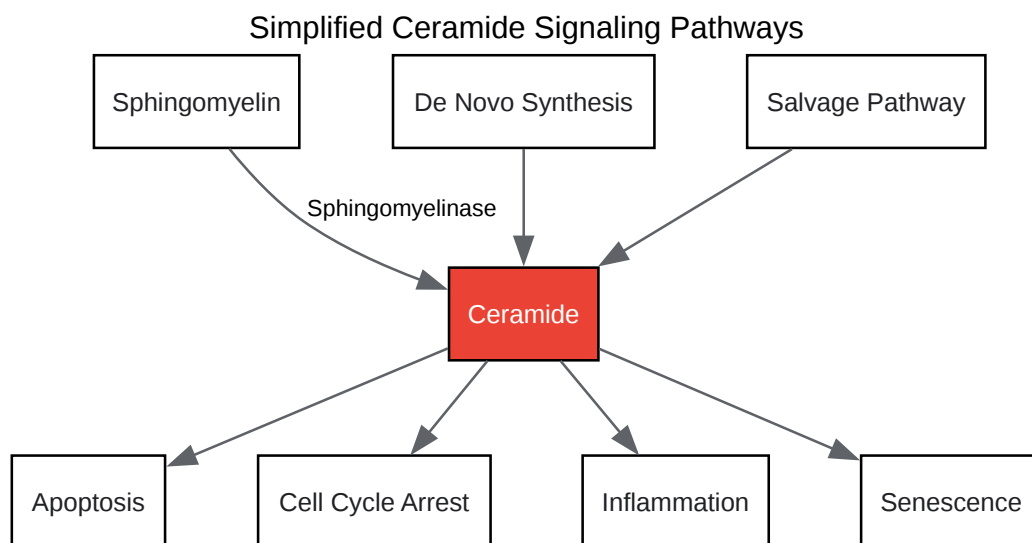 Simplified Ceramide Signaling Pathways
Sphingomyelin
De Novo Synthesis
Salvage Pathway
Sphingomyelinase
Ceramide
Apoptosis
Cell Cycle Arrest
Inflammation
Senescence